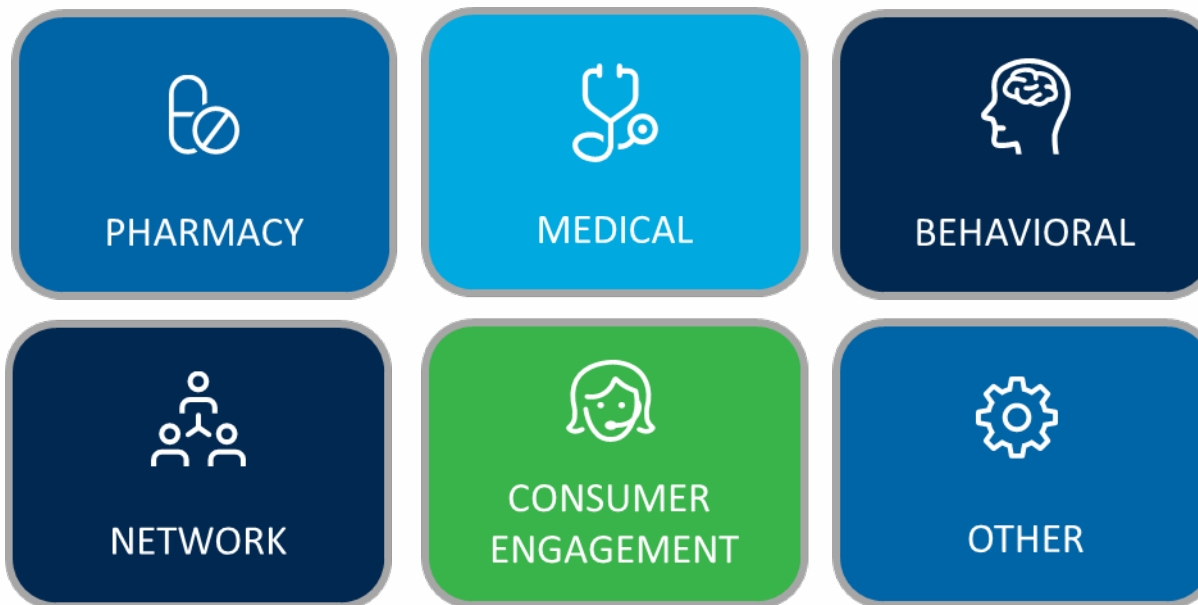 PHARMACY
MEDICAL
BEHAVIORAL
NETWORK
CONSUMER
ENGAGEMENT
OTHER